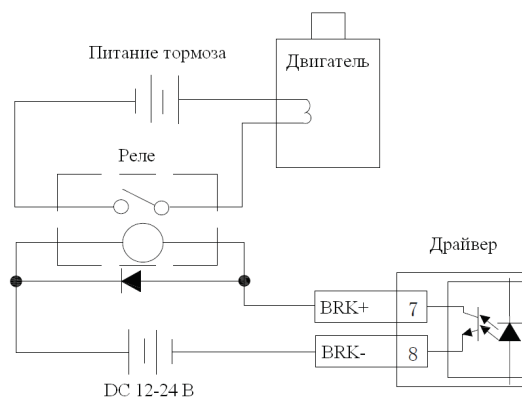 Питание тормоза
Двигатель
Реле
Драйвер
BRK+ 7
BRK- 8
DC 12-24 В